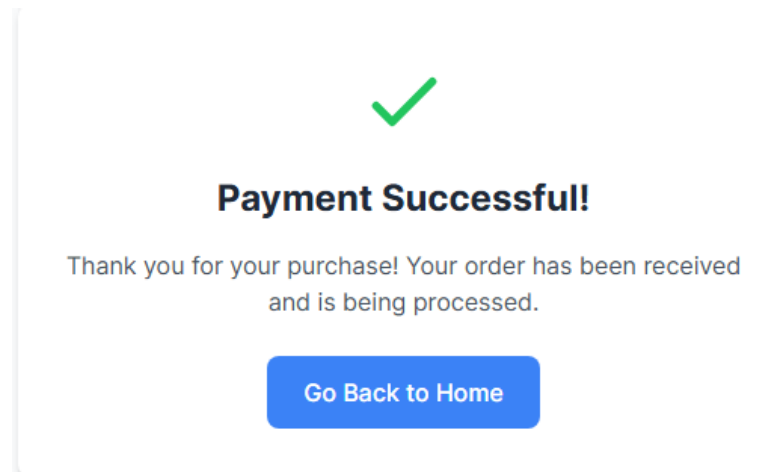 Payment Successful!
Thank you for your purchase! Your order has been received
and is being processed.
Go Back to Home